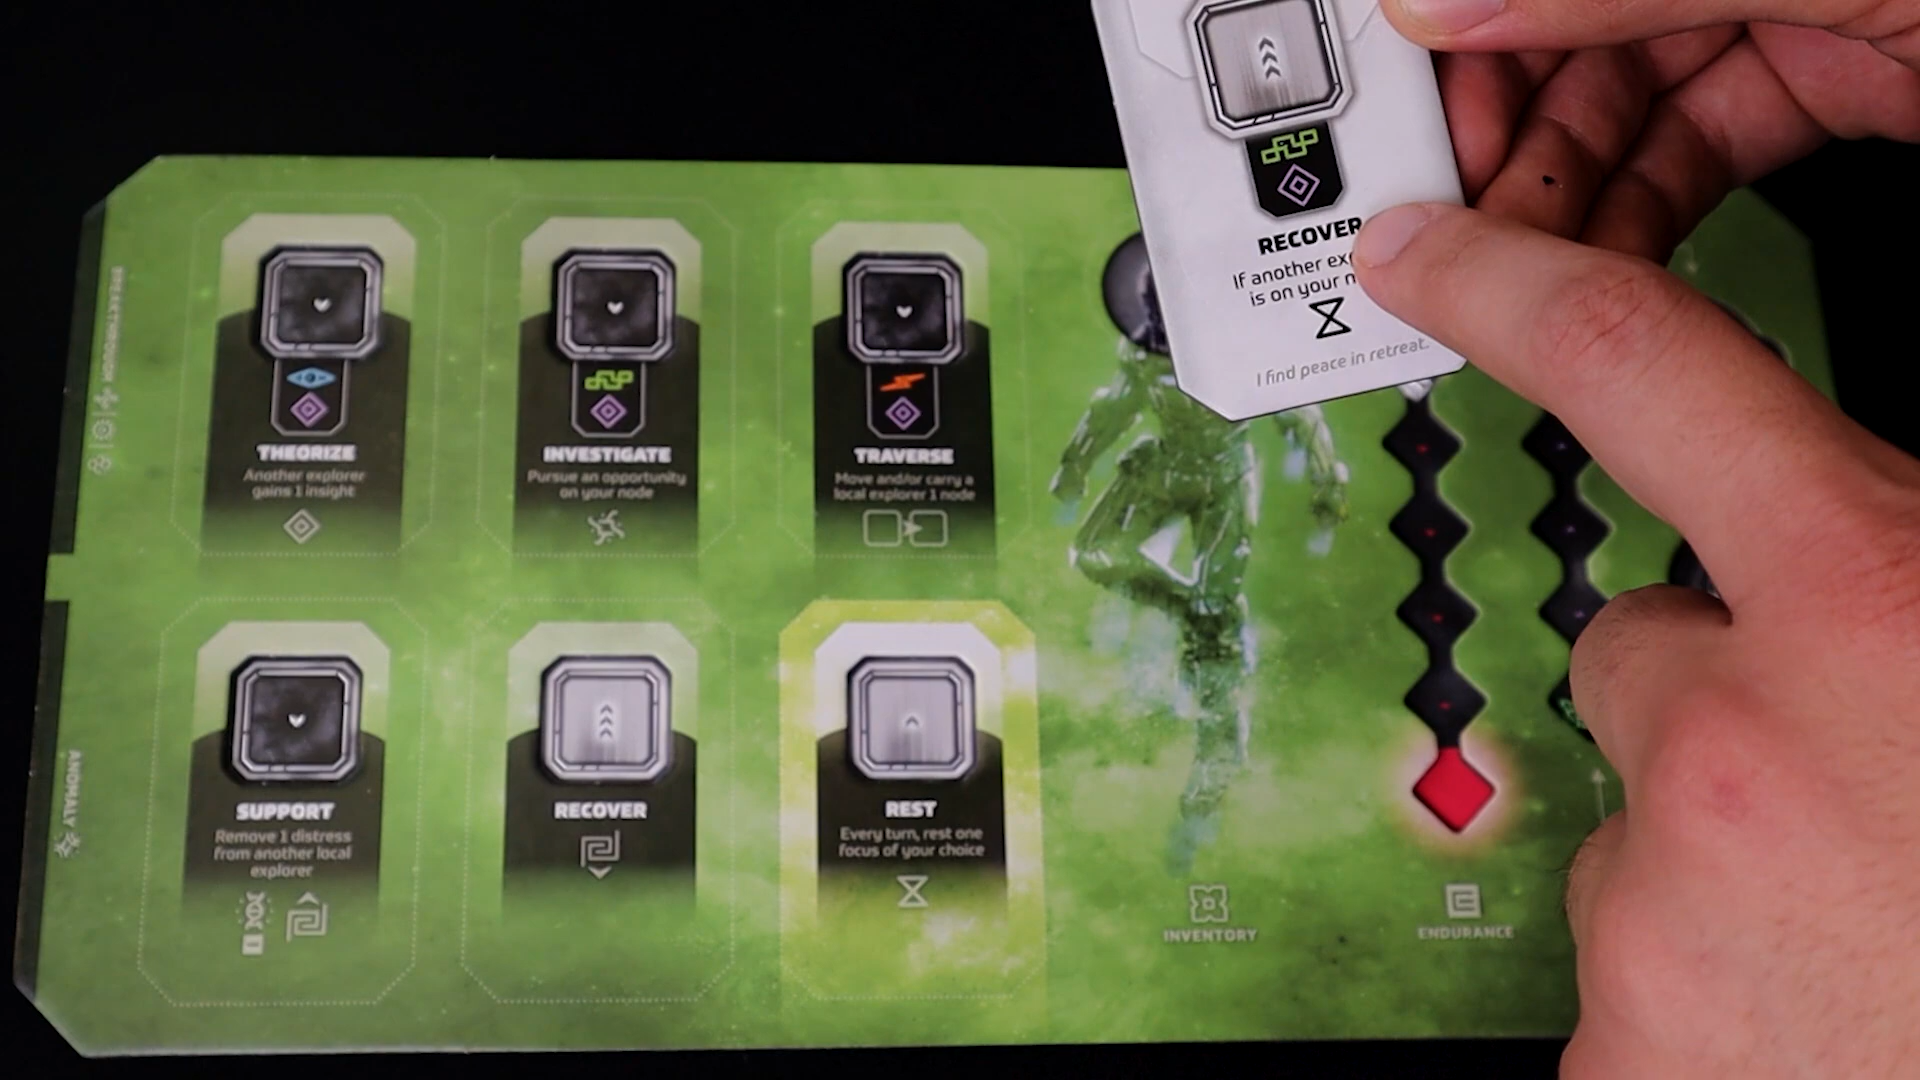 RECOVER
If another
is on your
I find peace in retreat.
BREAKTHROUGH
THEORIZE
Another explorer
gains 1 insight
INVESTIGATE
Pursue an opportunity
on your node
TRAVERSE
Move and/or carry a
local explorer 1 node
ANOMALY
SUPPORT
Remove 1 distress
from another local
explorer
1
RECOVER
REST
Every turn, rest one
focus of your choice
INVENTORY
ENDURANCE